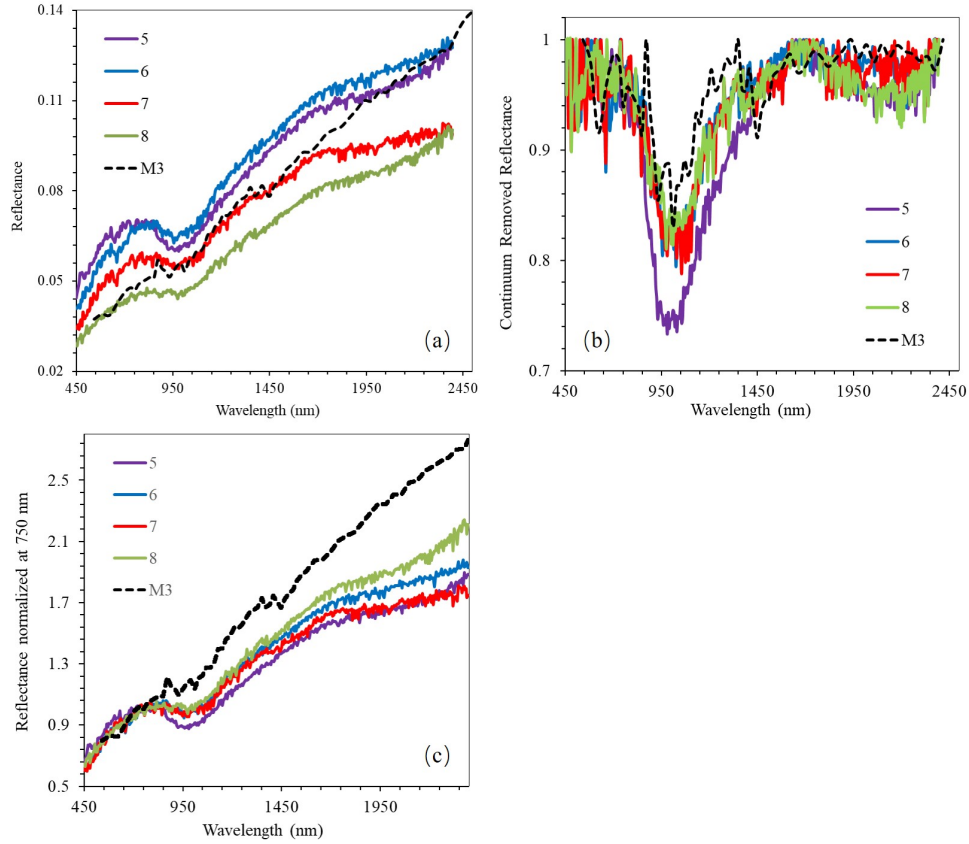 0.14
0.11
0.08
0.05
0.02
Reflectance
5
6
7
8
M3
(a)
450 950 1450 1950 2450
Wavelength (nm)
1
0.9
0.8
0.7
Continuum Removed Reflectance
5
6
7
8
M3
(b)
450 950 1450 1950 2450
Wavelength (nm)
2.5
2.1
1.7
1.3
0.9
0.5
Reflectance normalized at 750 nm
5
6
7
8
M3
(c)
450 950 1450 1950
Wavelength (nm)